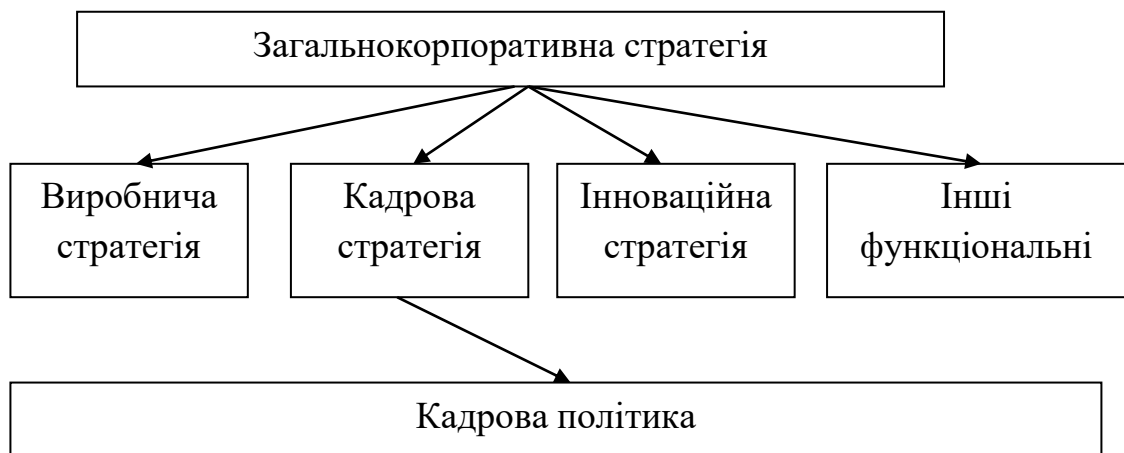 Загальнокорпоративна стратегія
Виробнича
стратегія
Кадрова
стратегія
Інноваційна
стратегія
Інші
функціональні
Кадрова політика